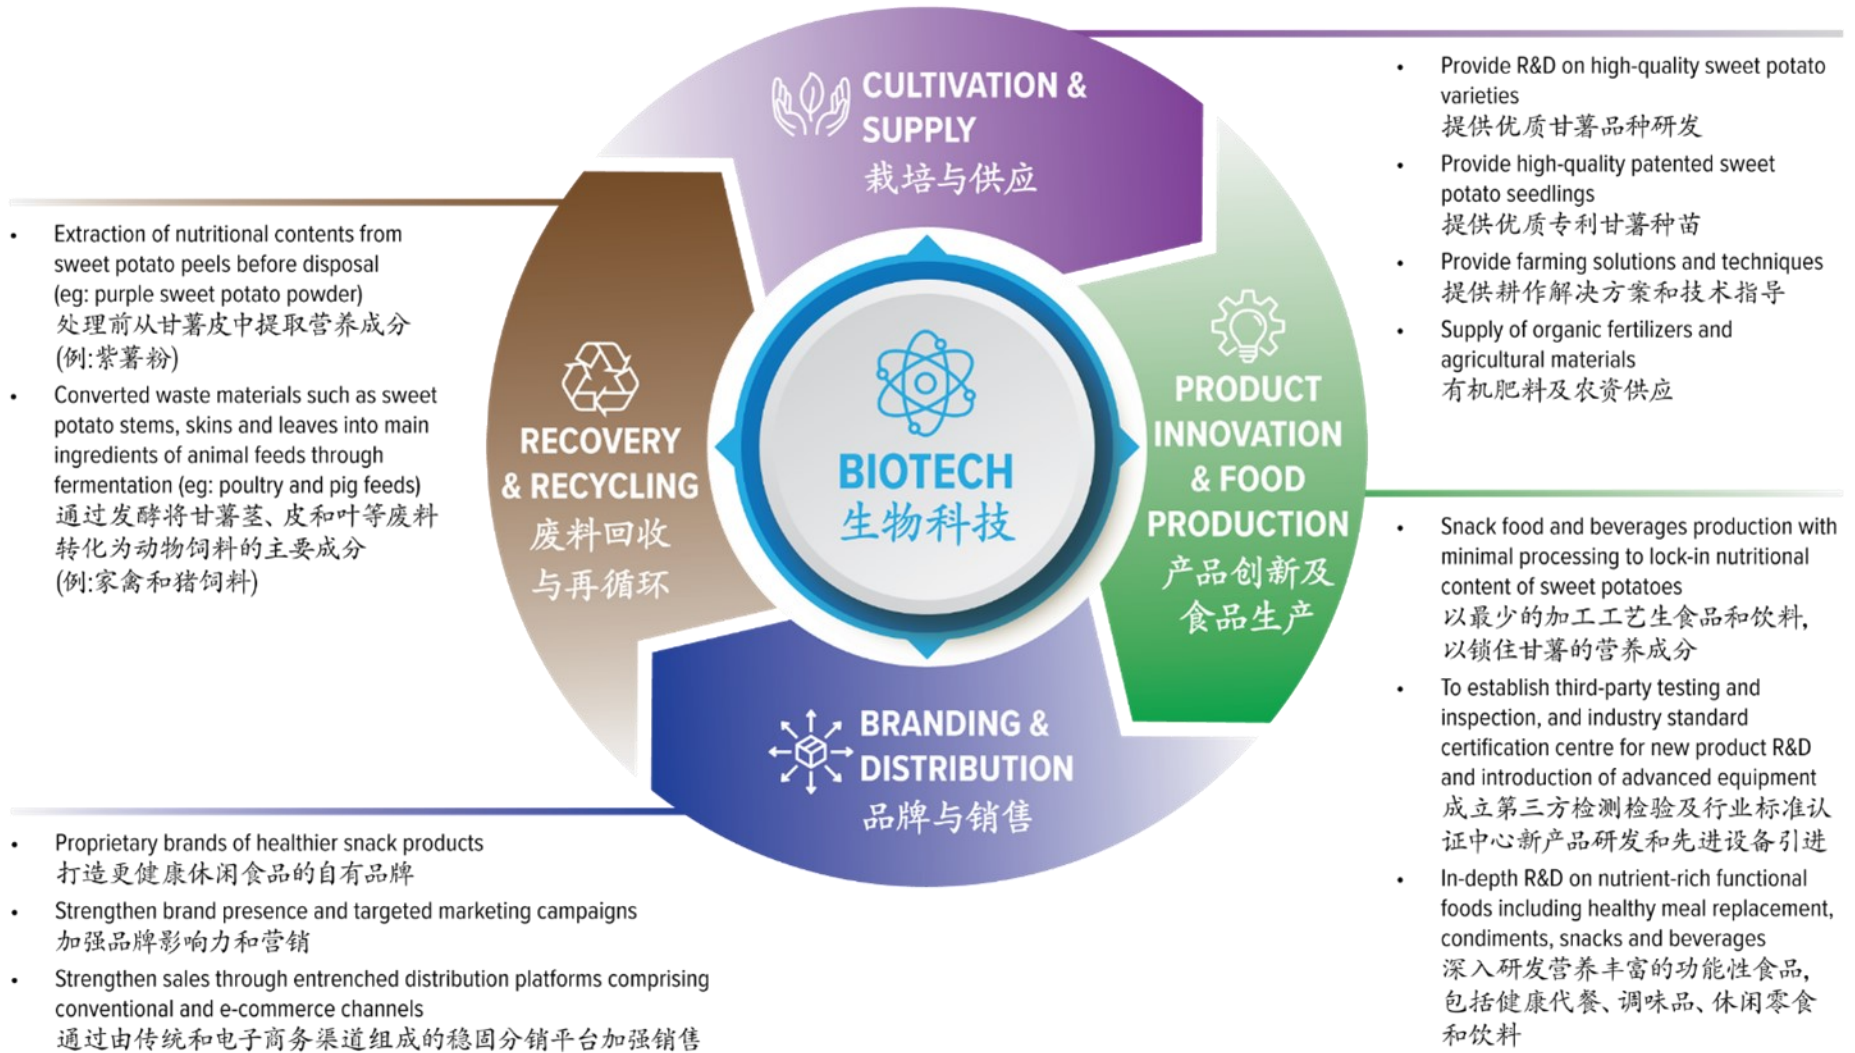 CULTIVATION &
SUPPLY
栽培与供应
• Provide R&D on high-quality sweet potato
varieties
提供优质甘薯品种研发
• Provide high-quality patented sweet
potato seedlings
提供优质专利甘薯种苗
• Provide farming solutions and techniques
提供耕作解决方案和技术指导
• Supply of organic fertilizers and
agricultural materials
有机肥料及农资供应
PRODUCT
INNOVATION
& FOOD
PRODUCTION
产品创新及
食品生产
• Snack food and beverages production with
minimal processing to lock-in nutritional
content of sweet potatoes
以最少的加工工艺生食品和饮料,
以锁住甘薯的营养成分
• To establish third-party testing and
inspection, and industry standard
certification centre for new product R&D
and introduction of advanced equipment
成立第三方检测检验及行业标准认
证中心新产品研发和先进设备引进
• In-depth R&D on nutrient-rich functional
foods including healthy meal replacement,
condiments, snacks and beverages
深入研发营养丰富的功能性食品,
包括健康代餐、调味品、休闲零食
和饮料
BRANDING &
DISTRIBUTION
品牌与销售
• Proprietary brands of healthier snack products
打造更健康休闲食品的自有品牌
• Strengthen brand presence and targeted marketing campaigns
加强品牌影响力和营销
• Strengthen sales through entrenched distribution platforms comprising
conventional and e-commerce channels
通过由传统和电子商务渠道组成的稳固分销平台加强销售
RECOVERY
& RECYCLING
废料回收
与再循环
• Extraction of nutritional contents from
sweet potato peels before disposal
(eg: purple sweet potato powder)
处理前从甘薯皮中提取营养成分
(例:紫薯粉)
• Converted waste materials such as sweet
potato stems, skins and leaves into main
ingredients of animal feeds through
fermentation (eg: poultry and pig feeds)
通过发酵将甘薯茎、皮和叶等废料
转化为动物饲料的主要成分
(例:家禽和猪饲料)
BIOTECH
生物科技